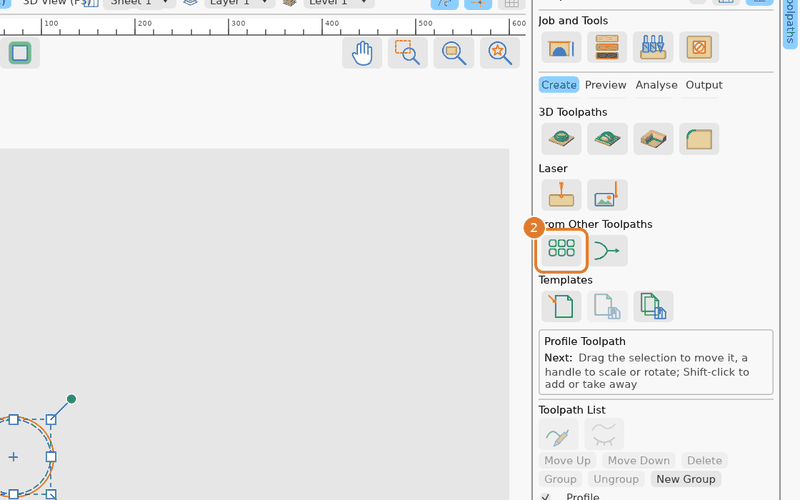 3D View (F3)
Sheet 1
Layer 1
Level 1
100
200
300
400
500
600
Toolpaths
Job and Tools
Create
Preview
Analyse
Output
3D Toolpaths
Laser
2
From Other Toolpaths
Templates
Profile Toolpath
Next: Drag the selection to move it, a
handle to scale or rotate; Shift-click to
add or take away
Toolpath List
Move Up
Move Down
Delete
Group
Ungroup
New Group
Profile